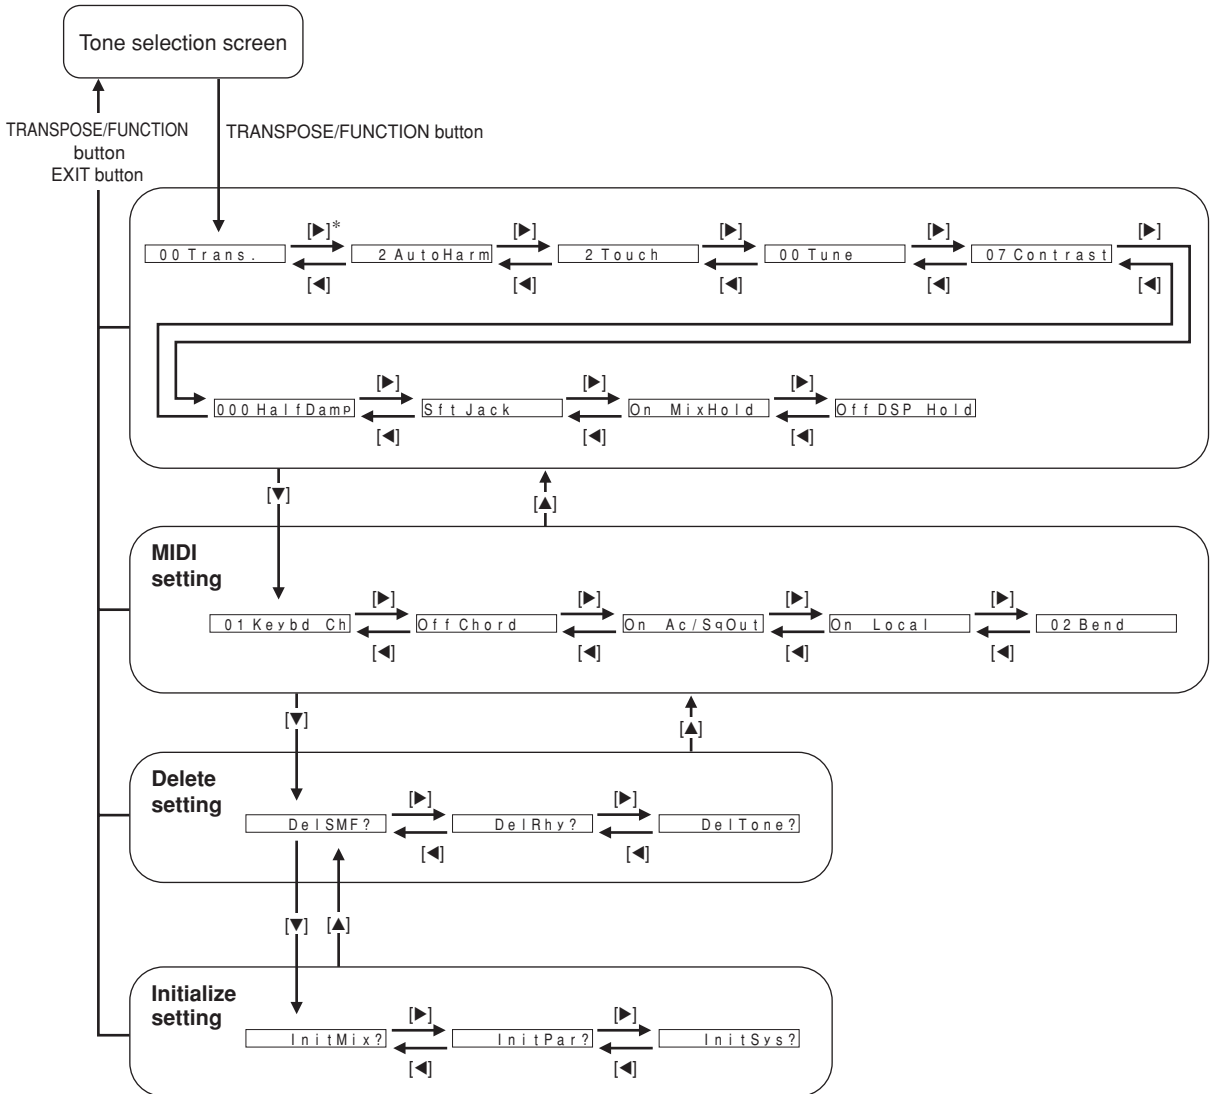 Tone selection screen
TRANSPOSE/FUNCTION
button
EXIT button
TRANSPOSE/FUNCTION button
[▶]* [▶] [▶] [▶] [▶]
00 Trans. 2 AutoHarm 2 Touch 00 Tune 07 Contrast
[◀] [◀] [◀] [◀] [◀]
[▶] [▶] [▶]
000 HalfDamp Sft Jack On MixHold Off DSP Hold
[◀] [◀] [◀]
[▼] [▲]
MIDI
setting
[▶] [▶] [▶] [▶]
01 Keybd Ch Off Chord On Ac/SqOut On Local 02 Bend
[◀] [◀] [◀] [◀]
[▼] [▲]
Delete
setting
[▶] [▶]
DelSMF? DelRhy? DelTone?
[◀] [◀]
[▼] [▲]
Initialize
setting
[▶] [▶]
InitMix? InitPar? InitSys?
[◀] [◀]